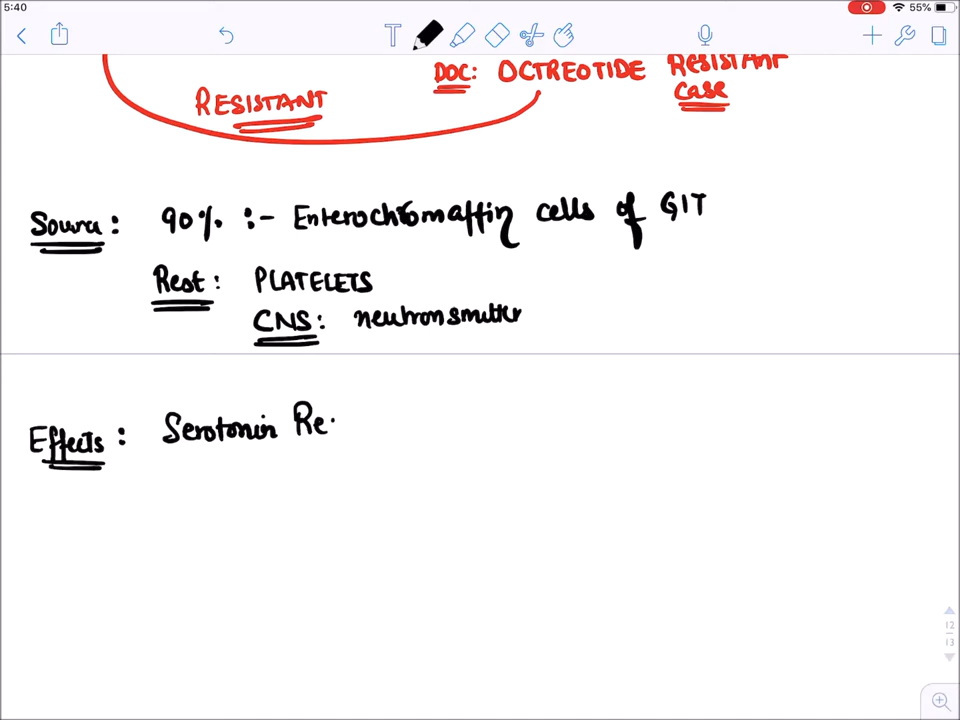 5:40
55%
T
DOC: OCTREOTIDE RESISTANT
case
RESISTANT
Source: 90% :- Enterochromaffin cells of GIT
Rest: PLATELETS
CNS: neutronsmitter
Effects: Serotonin Re
12
13